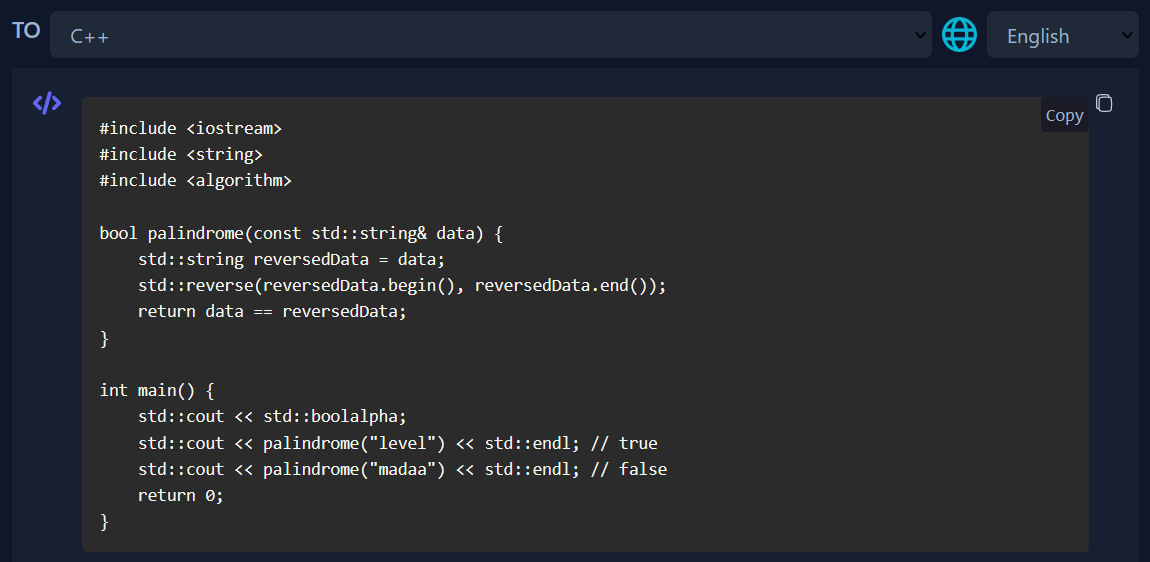 TO C++ English
Copy
#include <iostream>
#include <string>
#include <algorithm>

bool palindrome(const std::string& data) {
    std::string reversedData = data;
    std::reverse(reversedData.begin(), reversedData.end());
    return data == reversedData;
}

int main() {
    std::cout << std::boolalpha;
    std::cout << palindrome("level") << std::endl; // true
    std::cout << palindrome("madaa") << std::endl; // false
    return 0;
}